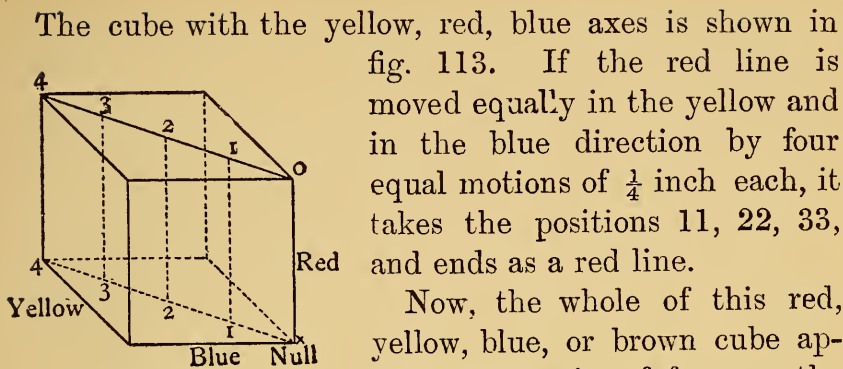 The cube with the yellow, red, blue axes is shown in
fig. 113. If the red line is
moved equally in the yellow and
in the blue direction by four
equal motions of ¼ inch each, it
takes the positions 11, 22, 33,
and ends as a red line.
Now, the whole of this red,
yellow, blue, or brown cube ap-
4
3
2
1
0
4
3
2
1
Red
Yellow
Blue Null